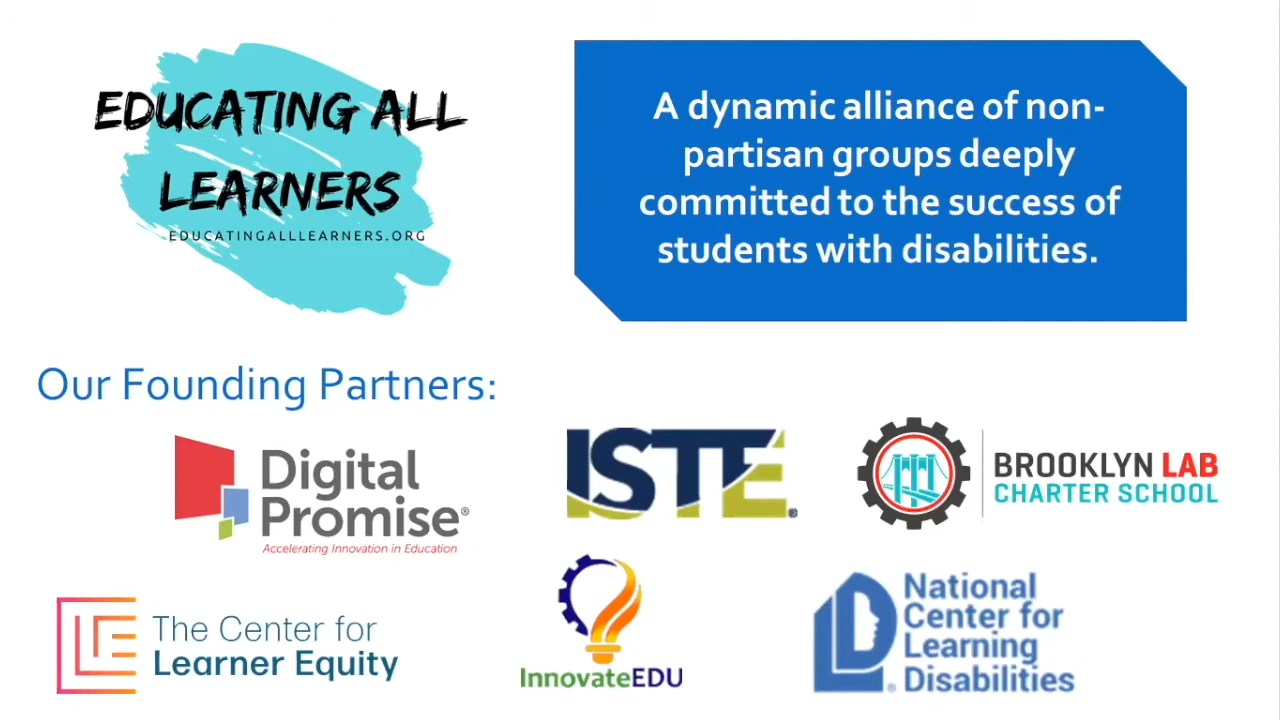 EDUCATING ALL
LEARNERS
EDUCATINGALLLEARNERS.ORG
A dynamic alliance of non-
partisan groups deeply
committed to the success of
students with disabilities.
Our Founding Partners:
Digital
Promise®
Accelerating Innovation in Education
ISTE®
BROOKLYN LAB
CHARTER SCHOOL
The Center for
Learner Equity
InnovateEDU
National
Center for
Learning
Disabilities